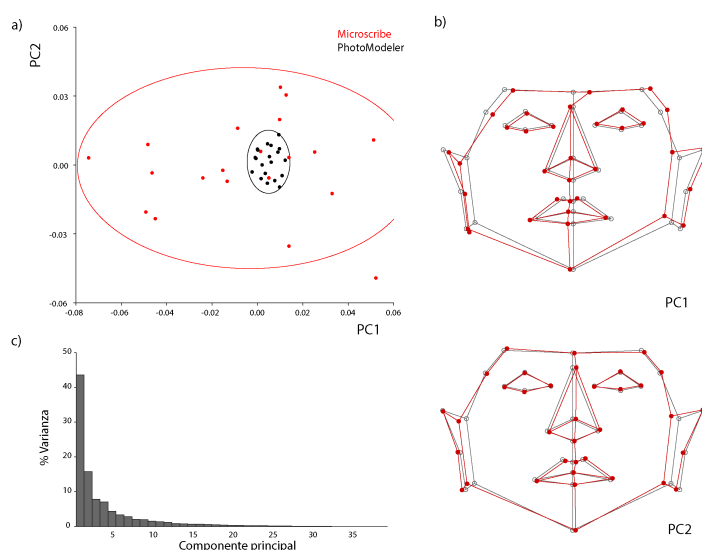 a)
b)
0.06
PC2
Microscribe
PhotoModeler
0.03
0.00
-0.03
-0.06
-0.08
-0.06
-0.04
-0.02
0.00
0.02
0.04
0.06
PC1
PC1
c)
50
40
30
20
10
0
% Varianza
5
10
15
20
25
30
35
Componente principal
PC2